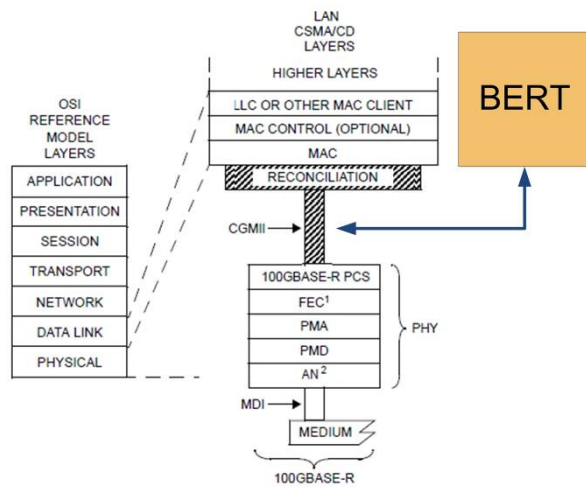 LAN
CSMA/CD
LAYERS
HIGHER LAYERS
LLC OR OTHER MAC CLIENT
MAC CONTROL (OPTIONAL)
MAC
RECONCILIATION
BERT
OSI
REFERENCE
MODEL
LAYERS
APPLICATION
PRESENTATION
SESSION
TRANSPORT
NETWORK
DATA LINK
PHYSICAL
CGMII
100GBASE-R PCS
FEC¹
PMA
PMD
AN²
PHY
MDI
MEDIUM
100GBASE-R